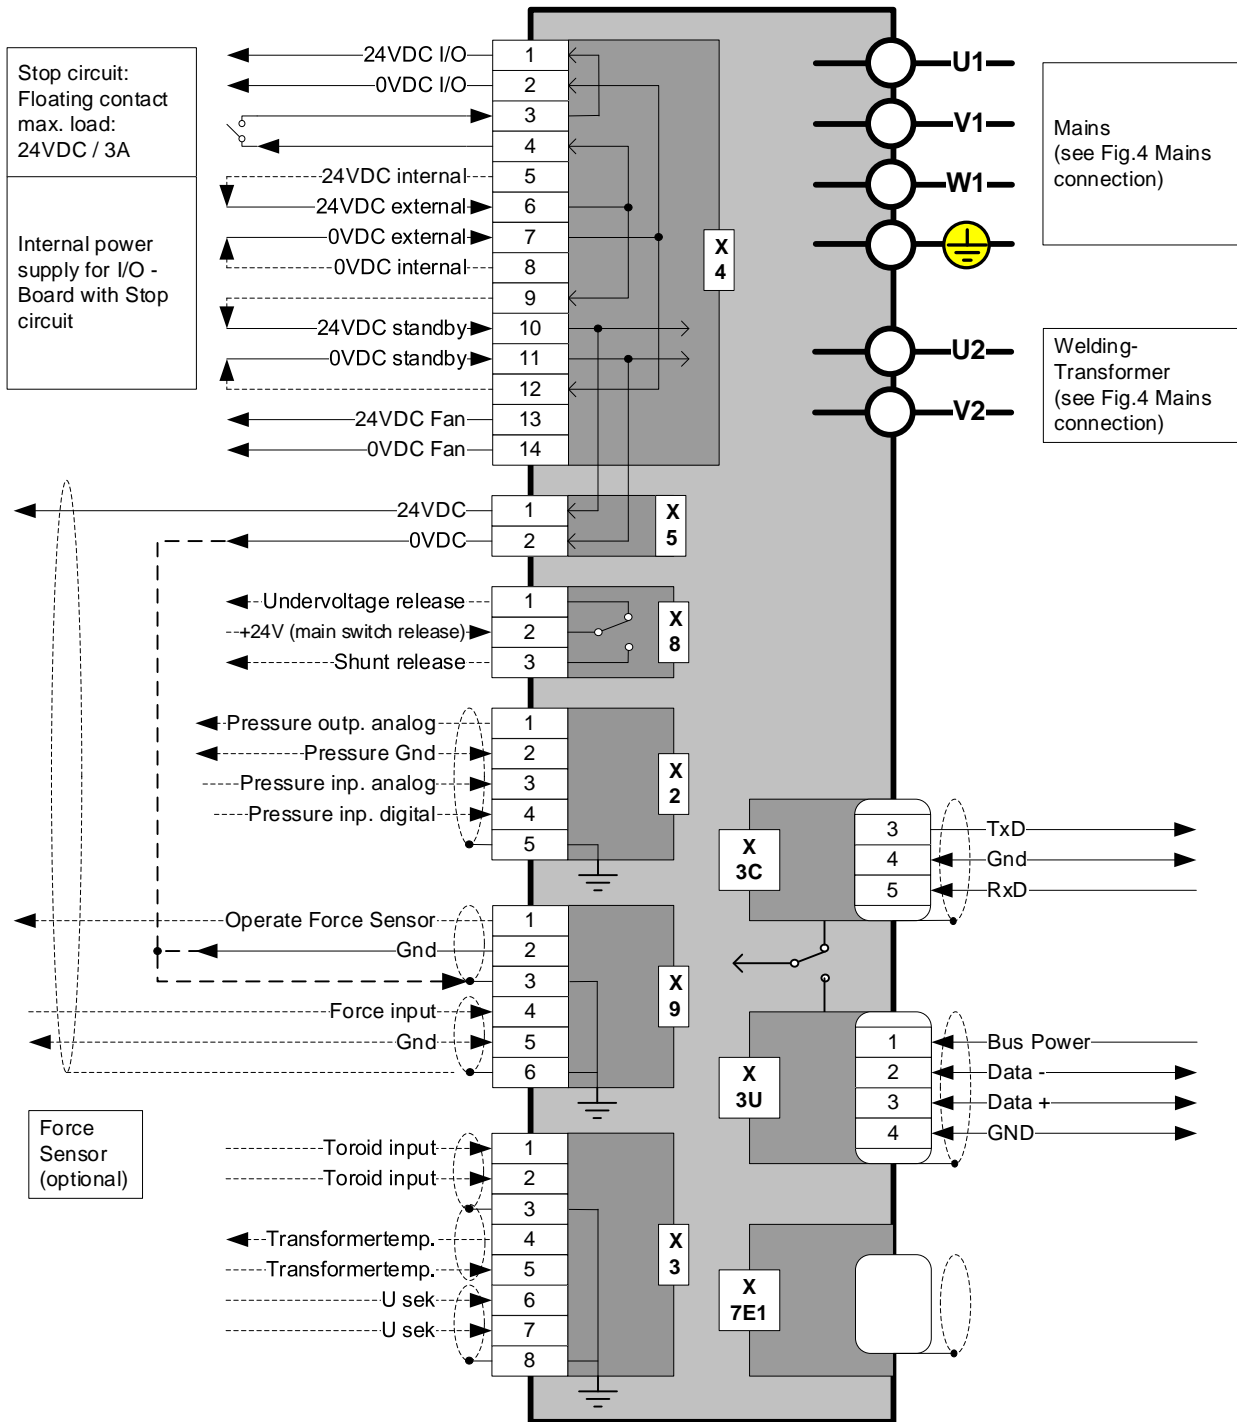 Stop circuit:
Floating contact
max. load:
24VDC / 3A
Internal power
supply for I/O -
Board with Stop
circuit
24VDC I/O 1
0VDC I/O 2
3
4
24VDC internal 5
24VDC external 6
0VDC external 7
0VDC internal 8
9
24VDC standby 10
0VDC standby 11
12
24VDC Fan 13
0VDC Fan 14
X
4
24VDC 1
0VDC 2
X
5
Undervoltage release 1
+24V (main switch release) 2
Shunt release 3
X
8
Pressure outp. analog 1
Pressure Gnd 2
Pressure inp. analog 3
Pressure inp. digital 4
5
X
2
Operate Force Sensor 1
Gnd 2
3
Force input 4
Gnd 5
6
X
9
Force
Sensor
(optional)
Toroid input 1
Toroid input 2
3
Transformertemp. 4
Transformertemp. 5
U sek 6
U sek 7
8
X
3
U1
V1
W1
Mains
(see Fig.4 Mains
connection)
U2
V2
Welding-
Transformer
(see Fig.4 Mains
connection)
X
3C
3 TxD
4 Gnd
5 RxD
X
3U
1 Bus Power
2 Data -
3 Data +
4 GND
X
7E1